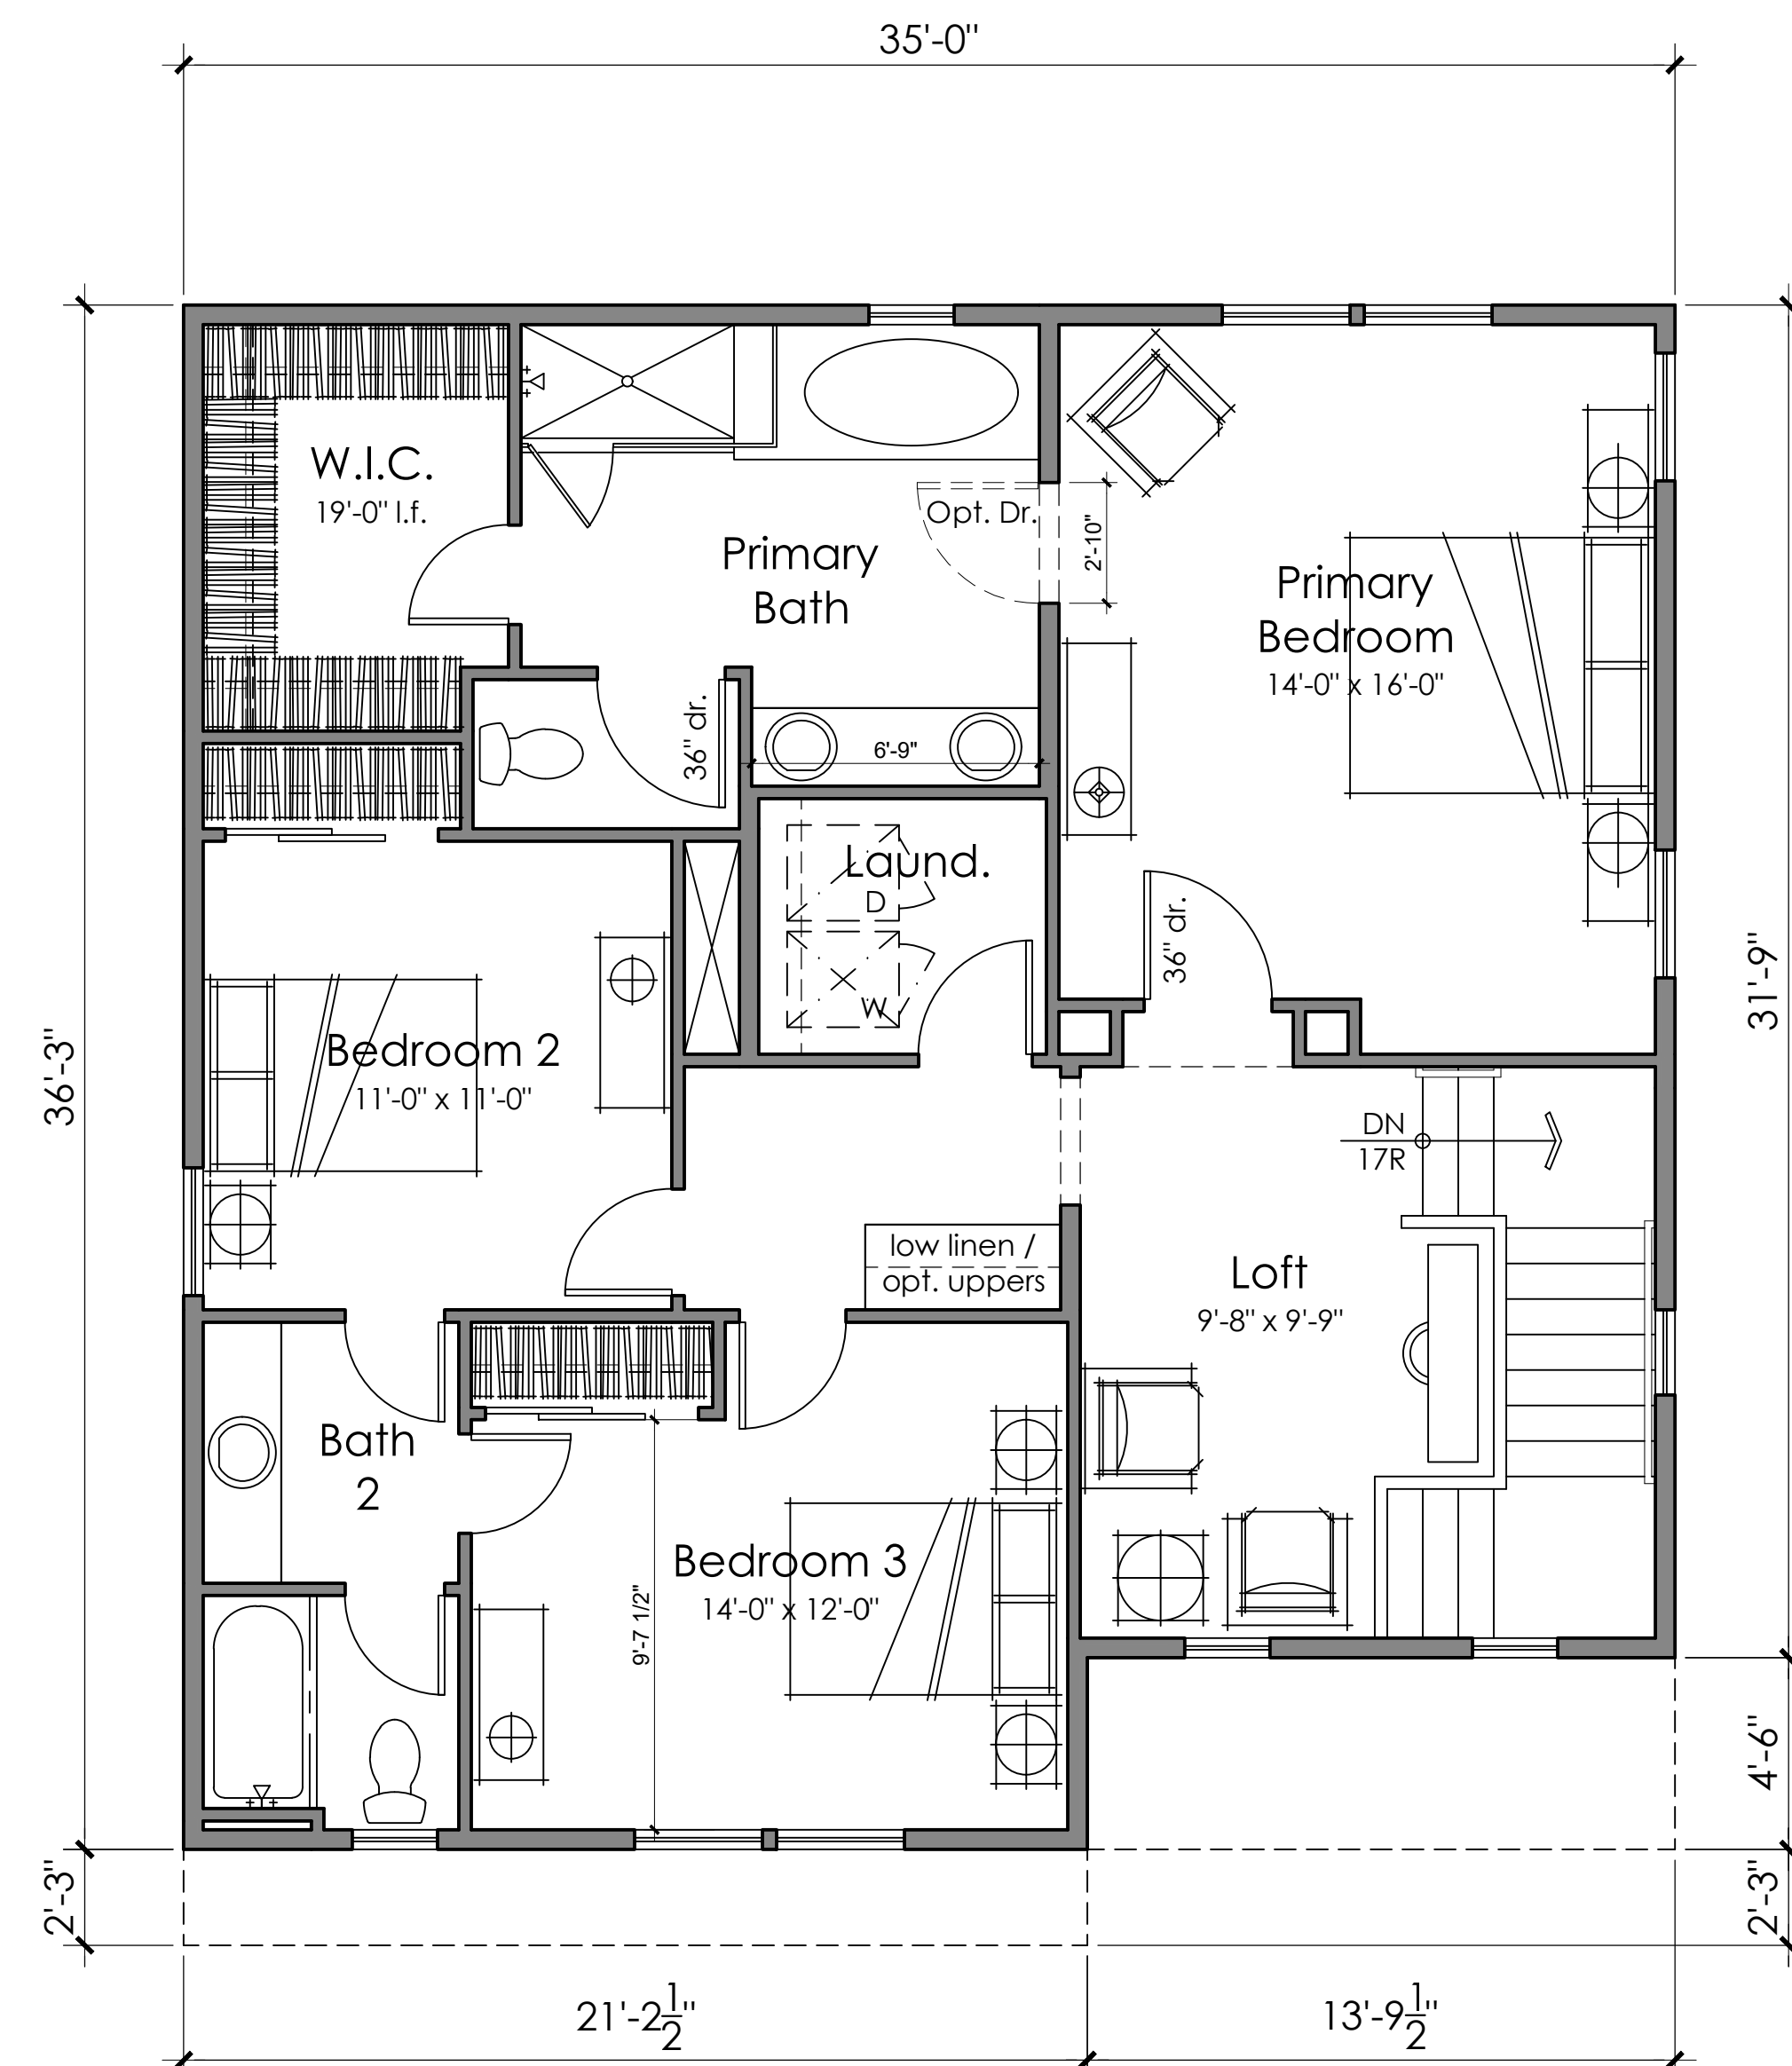 35'-0"
W.I.C.
19'-0" l.f.
Opt. Dr.
2'-10"
Primary
Bath
Primary
Bedroom
14'-0" x 16'-0"
36" dr.
6'-9"
Laund.
D
W
36" dr.
31'-9"
36'-3"
Bedroom 2
11'-0" x 11'-0"
DN
17R
low linen /
opt. uppers
Loft
9'-8" x 9'-9"
Bath
2
Bedroom 3
14'-0" x 12'-0"
9'-7 1/2"
4'-6"
2'-3"
2'-3"
21'-2 1/2"
13'-9 1/2"